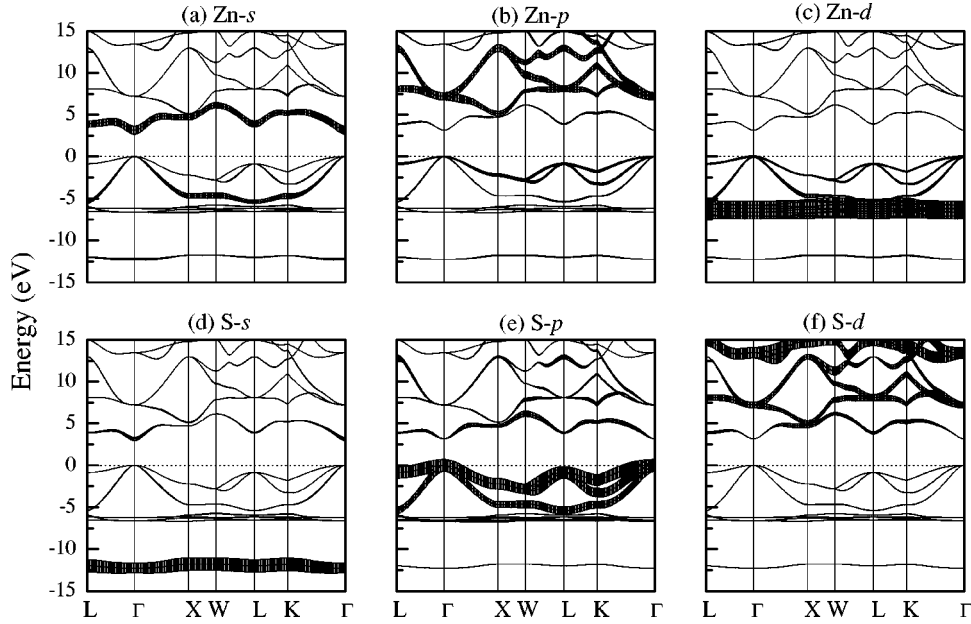 (a) Zn-s
(b) Zn-p
(c) Zn-d
15
10
5
0
-5
-10
-15
(d) S-s
(e) S-p
(f) S-d
15
10
5
0
-5
-10
-15
Energy (eV)
L Γ X W L K Γ
L Γ X W L K Γ
L Γ X W L K Γ